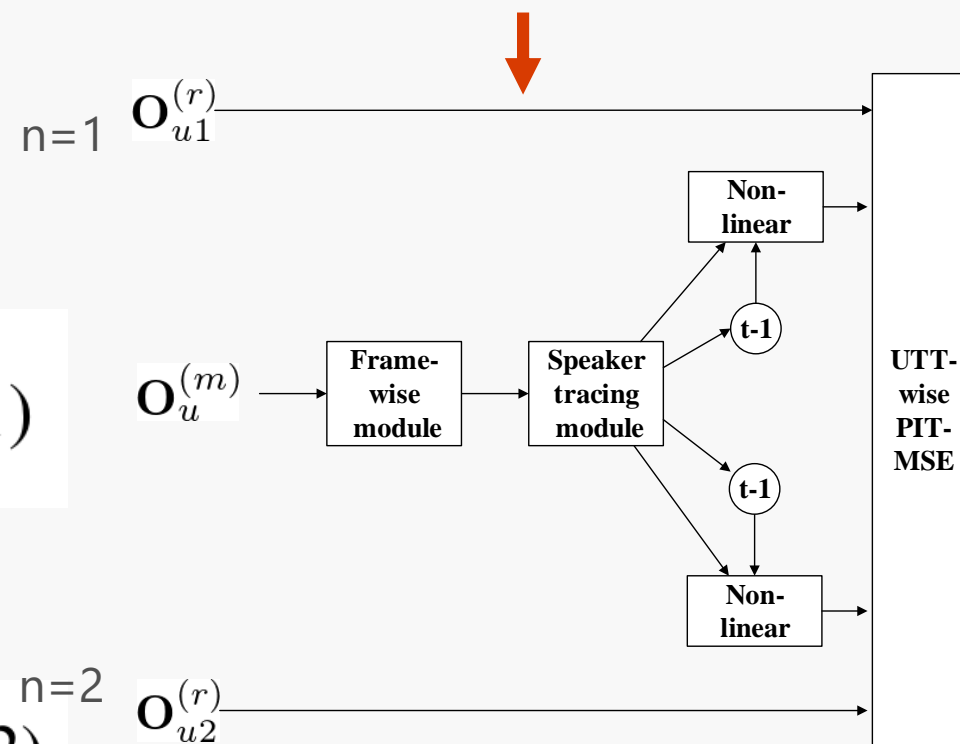 n=1
O_{u1}^{(r)}
Non-
linear
t-1
Frame-
wise
module
Speaker
tracing
module
O_u^{(m)}
)
UTT-
wise
PIT-
MSE
t-1
Non-
linear
n=2
O_{u2}^{(r)}